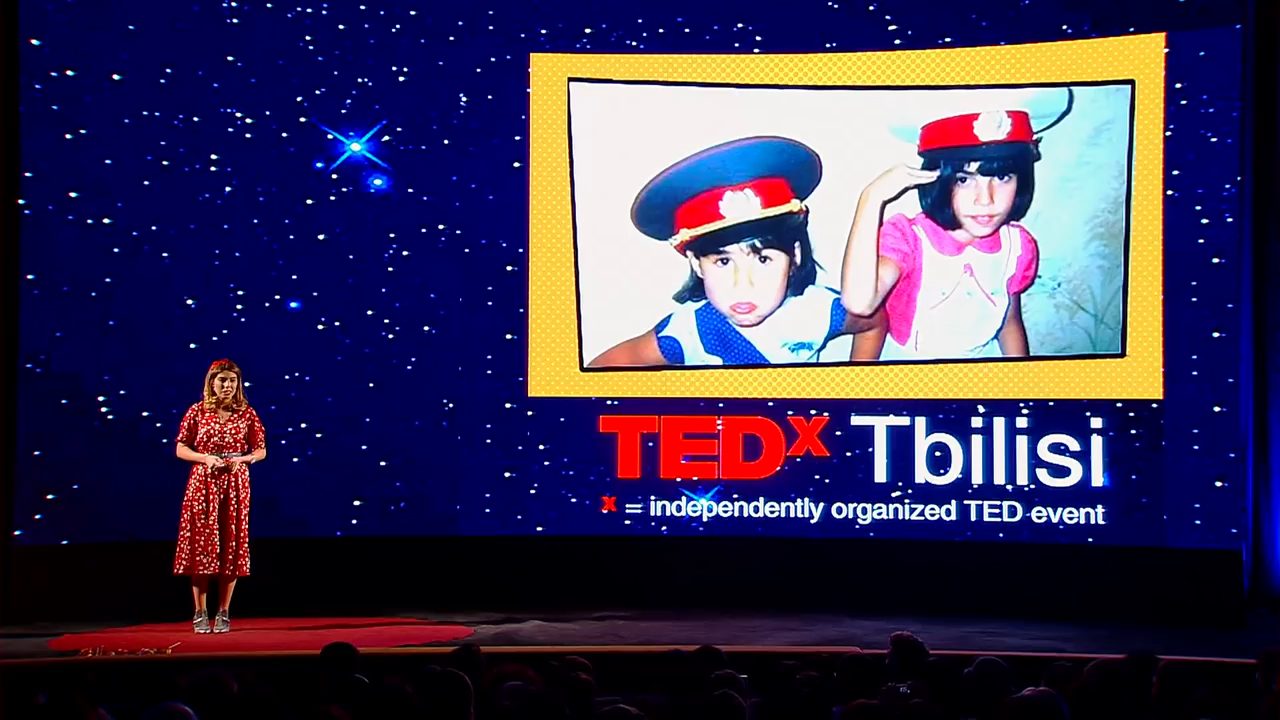 TEDx Tbilisi
x = independently organized TED event